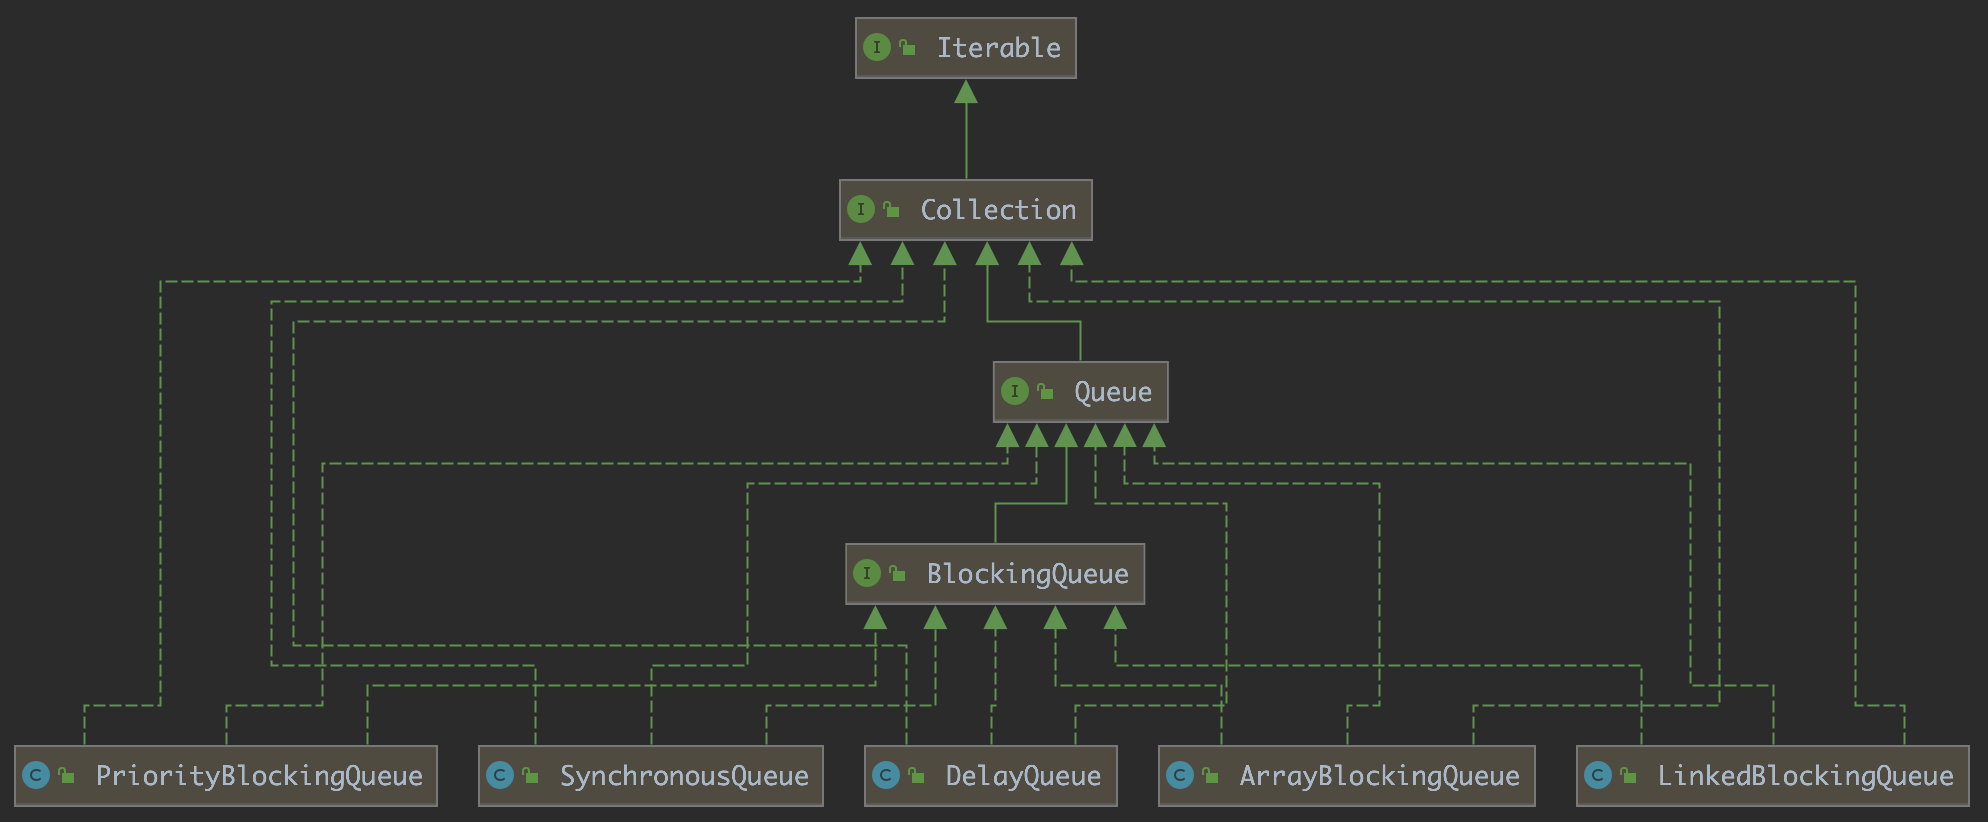 I Iterable
I Collection
I Queue
I BlockingQueue
C PriorityBlockingQueue
C SynchronousQueue
C DelayQueue
C ArrayBlockingQueue
C LinkedBlockingQueue